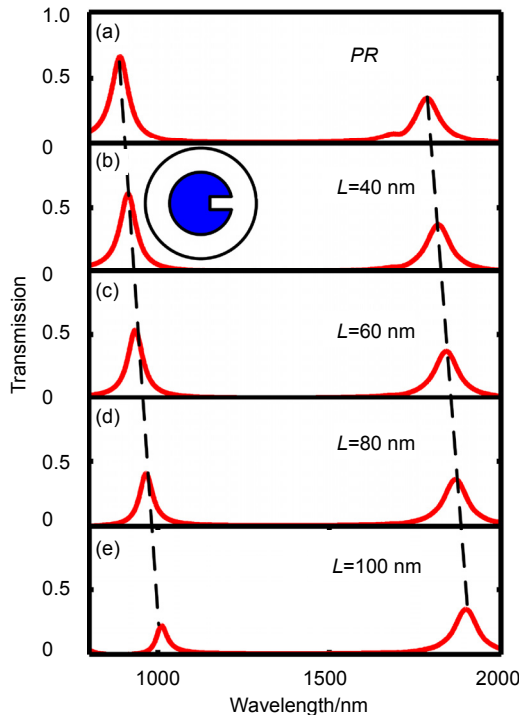 1.0
(a)
PR
0.5
0
(b)
L=40 nm
0.5
0
(c)
L=60 nm
0.5
0
(d)
L=80 nm
0.5
0
(e)
L=100 nm
0.5
0
1000
1500
2000
Wavelength/nm
Transmission